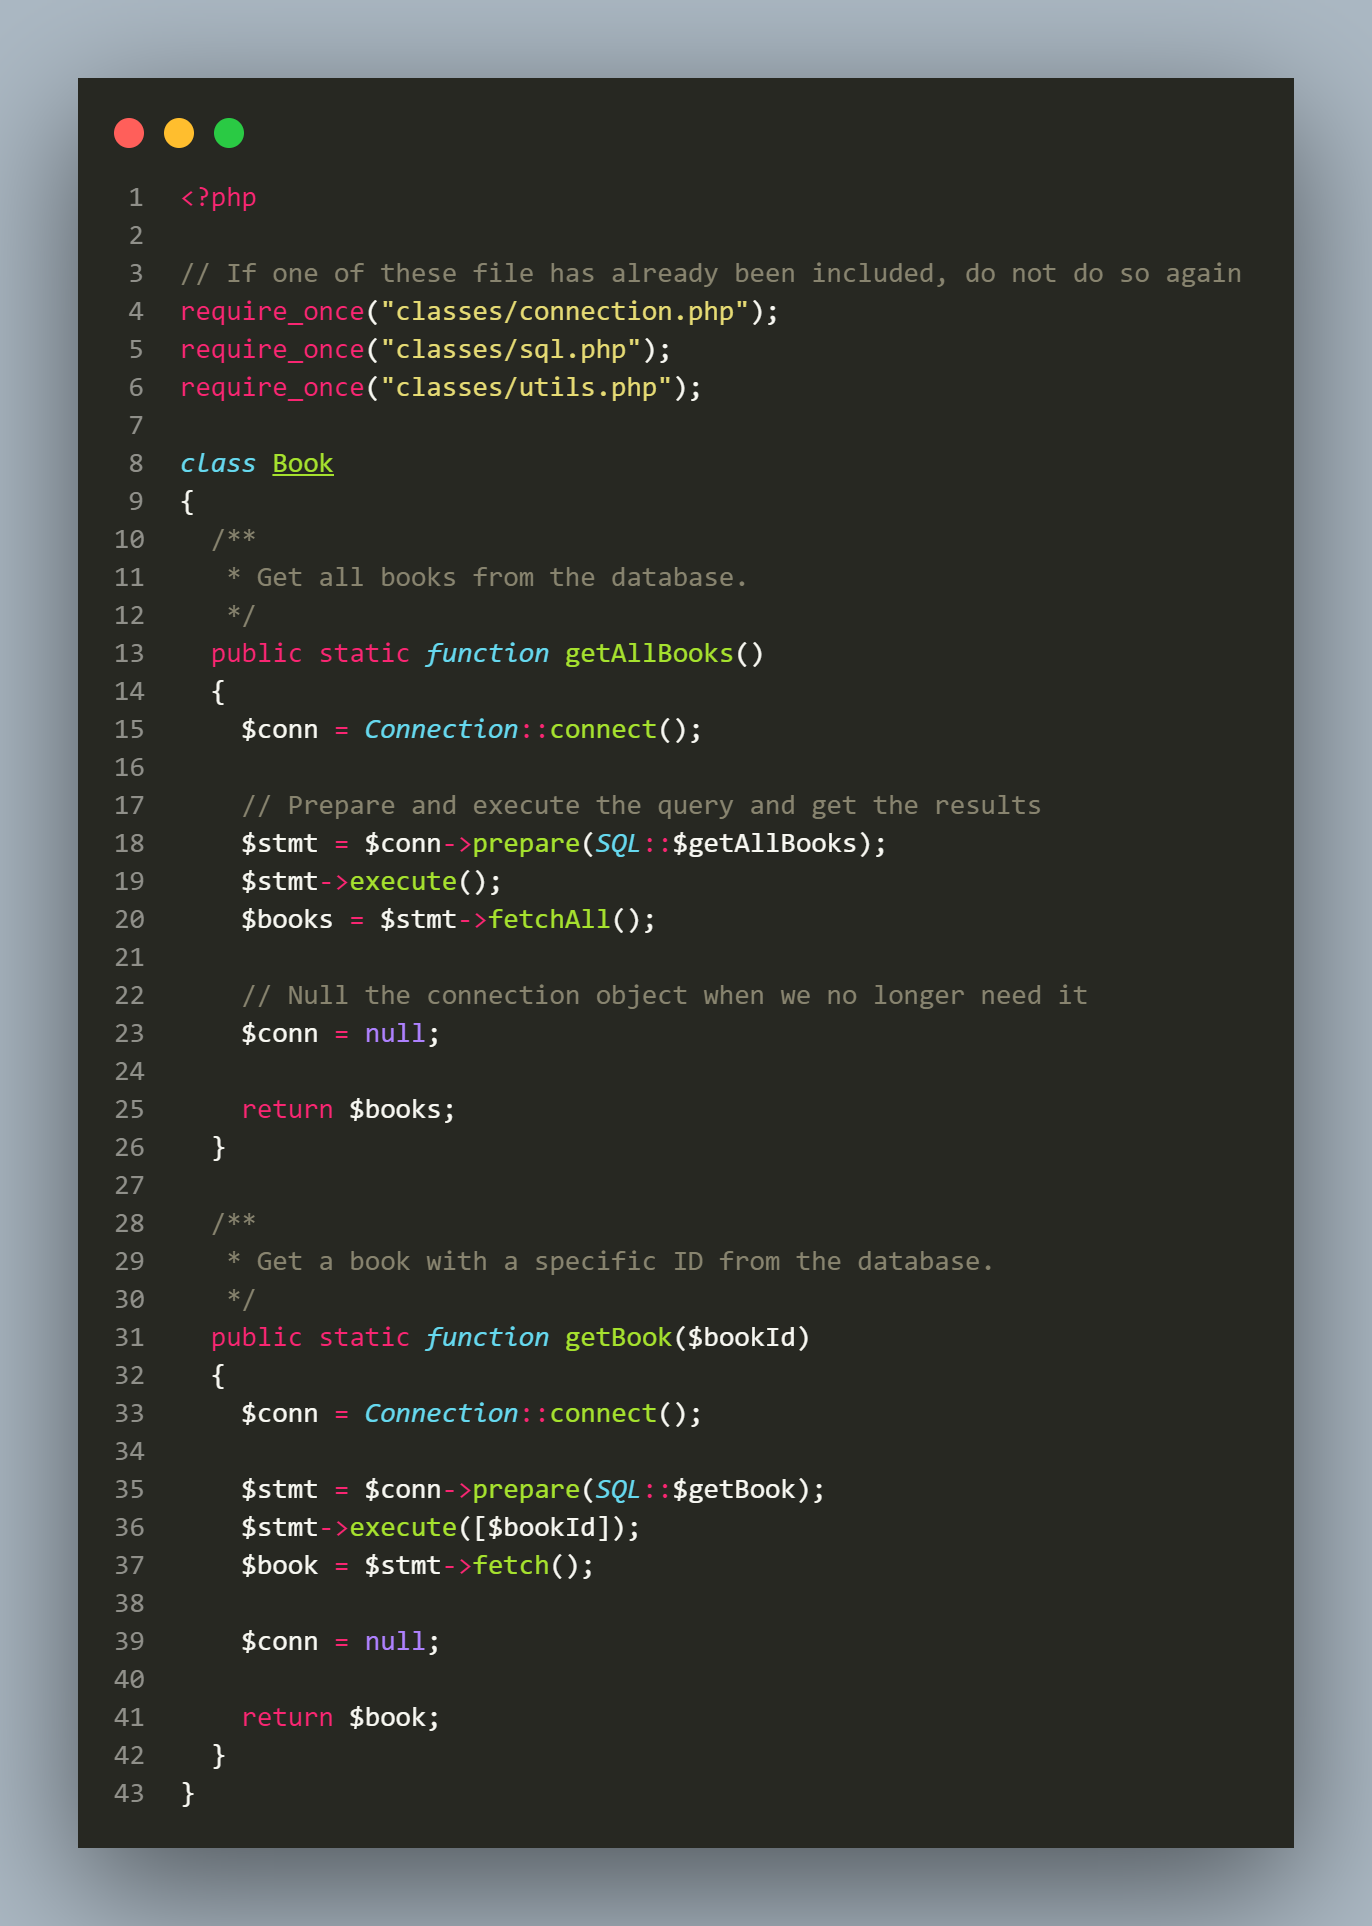 1 <?php
2
3 // If one of these file has already been included, do not do so again
4 require_once("classes/connection.php");
5 require_once("classes/sql.php");
6 require_once("classes/utils.php");
7
8 class Book
9 {
10   /**
11    * Get all books from the database.
12    */
13   public static function getAllBooks()
14   {
15     $conn = Connection::connect();
16
17     // Prepare and execute the query and get the results
18     $stmt = $conn->prepare(SQL::$getAllBooks);
19     $stmt->execute();
20     $books = $stmt->fetchAll();
21
22     // Null the connection object when we no longer need it
23     $conn = null;
24
25     return $books;
26   }
27
28   /**
29    * Get a book with a specific ID from the database.
30    */
31   public static function getBook($bookId)
32   {
33     $conn = Connection::connect();
34
35     $stmt = $conn->prepare(SQL::$getBook);
36     $stmt->execute([$bookId]);
37     $book = $stmt->fetch();
38
39     $conn = null;
40
41     return $book;
42   }
43 }